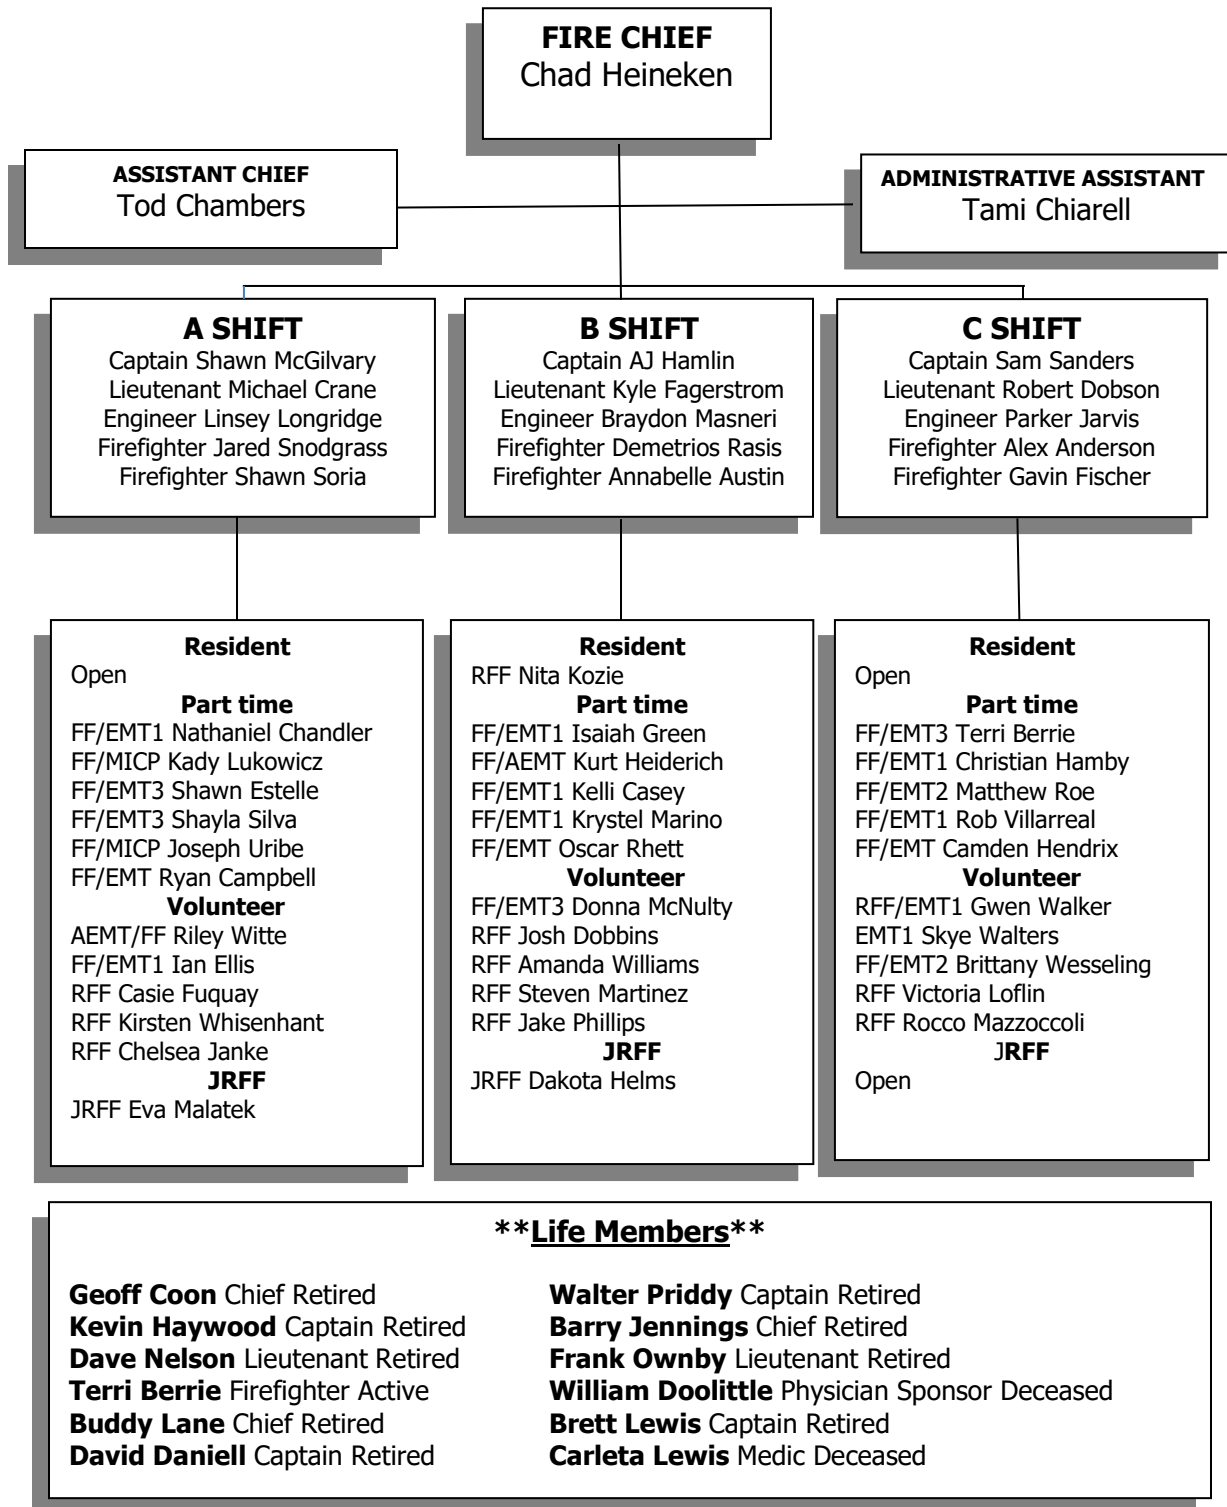 FIRE CHIEF
Chad Heineken
ASSISTANT CHIEF
Tod Chambers
ADMINISTRATIVE ASSISTANT
Tami Chiarell
A SHIFT
Captain Shawn McGilvary
Lieutenant Michael Crane
Engineer Linsey Longridge
Firefighter Jared Snodgrass
Firefighter Shawn Soria
B SHIFT
Captain AJ Hamlin
Lieutenant Kyle Fagerstrom
Engineer Braydon Masneri
Firefighter Demetrios Rasis
Firefighter Annabelle Austin
C SHIFT
Captain Sam Sanders
Lieutenant Robert Dobson
Engineer Parker Jarvis
Firefighter Alex Anderson
Firefighter Gavin Fischer
Resident
Open
Part time
FF/EMT1 Nathaniel Chandler
FF/MICP Kady Lukowicz
FF/EMT3 Shawn Estelle
FF/EMT3 Shayla Silva
FF/MICP Joseph Uribe
FF/EMT Ryan Campbell
Volunteer
AEMT/FF Riley Witte
FF/EMT1 Ian Ellis
RFF Casie Fuquay
RFF Kirsten Whisenhant
RFF Chelsea Janke
JRFF
JRFF Eva Malatek
Resident
RFF Nita Kozie
Part time
FF/EMT1 Isaiah Green
FF/AEMT Kurt Heiderich
FF/EMT1 Kelli Casey
FF/EMT1 Krystel Marino
FF/EMT Oscar Rhett
Volunteer
FF/EMT3 Donna McNulty
RFF Josh Dobbins
RFF Amanda Williams
RFF Steven Martinez
RFF Jake Phillips
JRFF
JRFF Dakota Helms
Resident
Open
Part time
FF/EMT3 Terri Berrie
FF/EMT1 Christian Hamby
FF/EMT2 Matthew Roe
FF/EMT1 Rob Villarreal
FF/EMT Camden Hendrix
Volunteer
RFF/EMT1 Gwen Walker
EMT1 Skye Walters
FF/EMT2 Brittany Wesseling
RFF Victoria Loflin
RFF Rocco Mazzoccoli
JRFF
Open
**Life Members**
Geoff Coon Chief Retired
Kevin Haywood Captain Retired
Dave Nelson Lieutenant Retired
Terri Berrie Firefighter Active
Buddy Lane Chief Retired
David Daniell Captain Retired
Walter Priddy Captain Retired
Barry Jennings Chief Retired
Frank Ownby Lieutenant Retired
William Doolittle Physician Sponsor Deceased
Brett Lewis Captain Retired
Carleta Lewis Medic Deceased